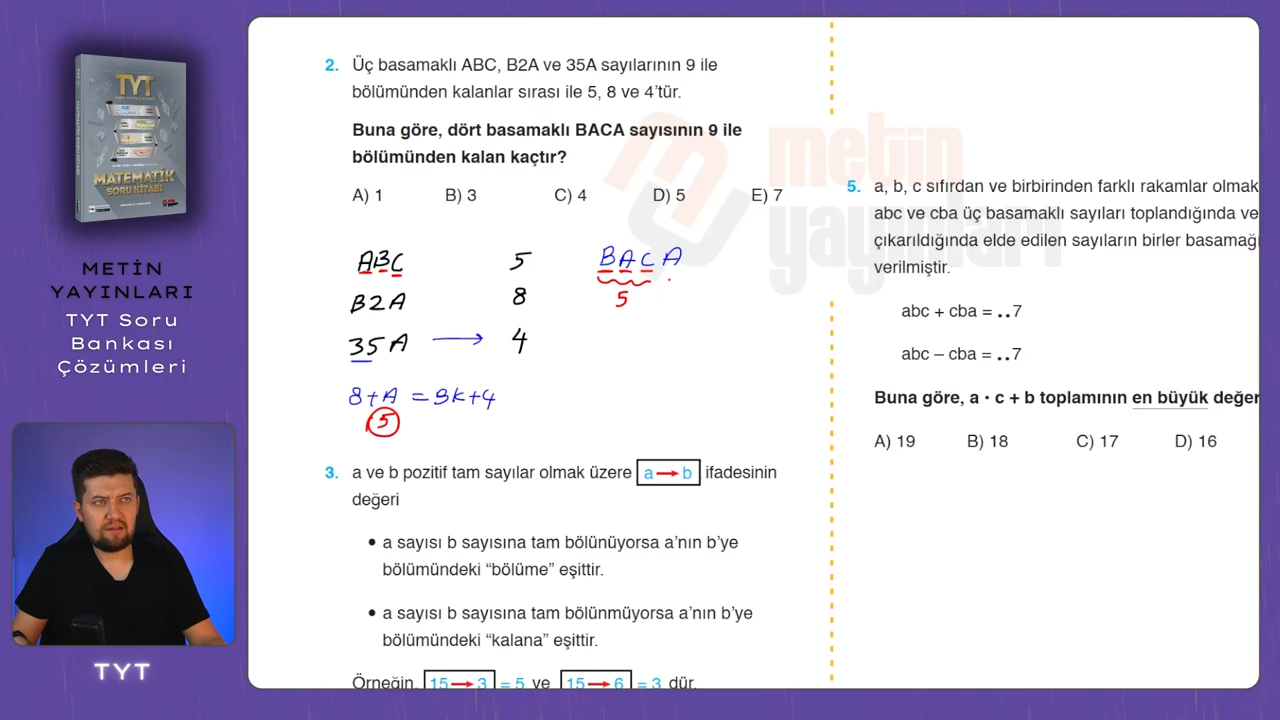 TYT
MATEMATİK
SORU KİTABI
METİN
YAYINLARI
TYT Soru
Bankası
Çözümleri
TYT
metin
yayınları
2. Üç basamaklı ABC, B2A ve 35A sayılarının 9 ile
bölümünden kalanlar sırası ile 5, 8 ve 4'tür.
Buna göre, dört basamaklı BACA sayısının 9 ile
bölümünden kalan kaçtır?
A) 1 B) 3 C) 4 D) 5 E) 7
ABC 5 BACA
5
B2A 8
35A → 4
8+A = 9k+4
5
3. a ve b pozitif tam sayılar olmak üzere a → b ifadesinin
değeri
• a sayısı b sayısına tam bölünüyorsa a'nın b'ye
bölümündeki “bölüme” eşittir.
• a sayısı b sayısına tam bölünmüyorsa a'nın b'ye
bölümündeki “kalana” eşittir.
Örneğin, 15 → 3 = 5 ve 15 → 6 = 3 dür.
5. a, b, c sıfırdan ve birbirinden farklı rakamlar olmak
abc ve cba üç basamaklı sayıları toplandığında ve
çıkarıldığında elde edilen sayıların birler basamağı
verilmiştir.
abc + cba = ..7
abc – cba = ..7
Buna göre, a · c + b toplamının en büyük değer
A) 19 B) 18 C) 17 D) 16